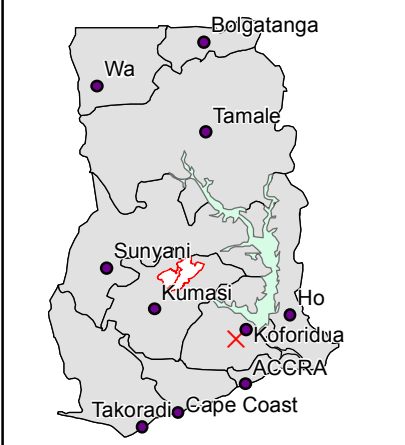 Bolgatanga
Wa
Tamale
Sunyani
Kumasi
Ho
Koforidua
ACCRA
Takoradi
Cape Coast